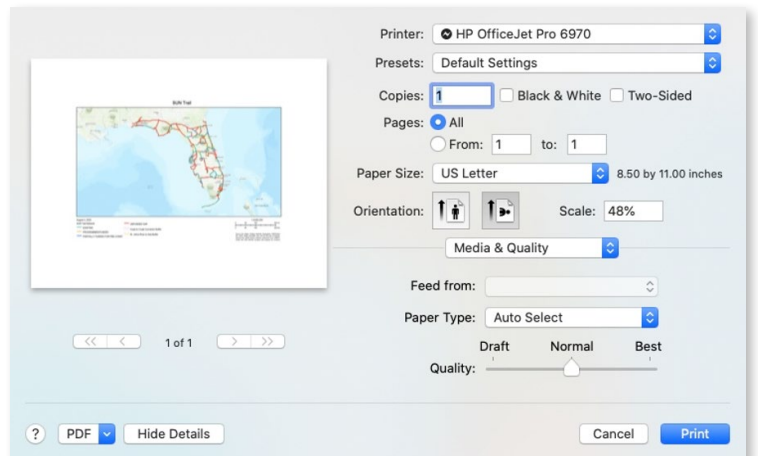 Printer: HP OfficeJet Pro 6970
Presets: Default Settings
Copies: 1 Black & White Two-Sided
Pages: All
From: 1 to: 1
Paper Size: US Letter 8.50 by 11.00 inches
Orientation: Scale: 48%
Media & Quality
Feed from:
Paper Type: Auto Select
Draft Normal Best
Quality:
SUN Trail
<< < 1 of 1 > >>
? PDF Hide Details Cancel Print